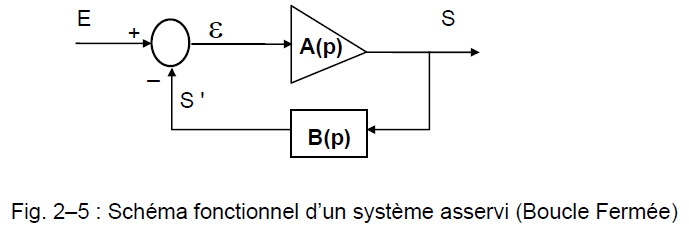 E
+
ε
A(p)
S
–
S '
B(p)
Fig. 2–5 : Schéma fonctionnel d'un système asservi (Boucle Fermée)